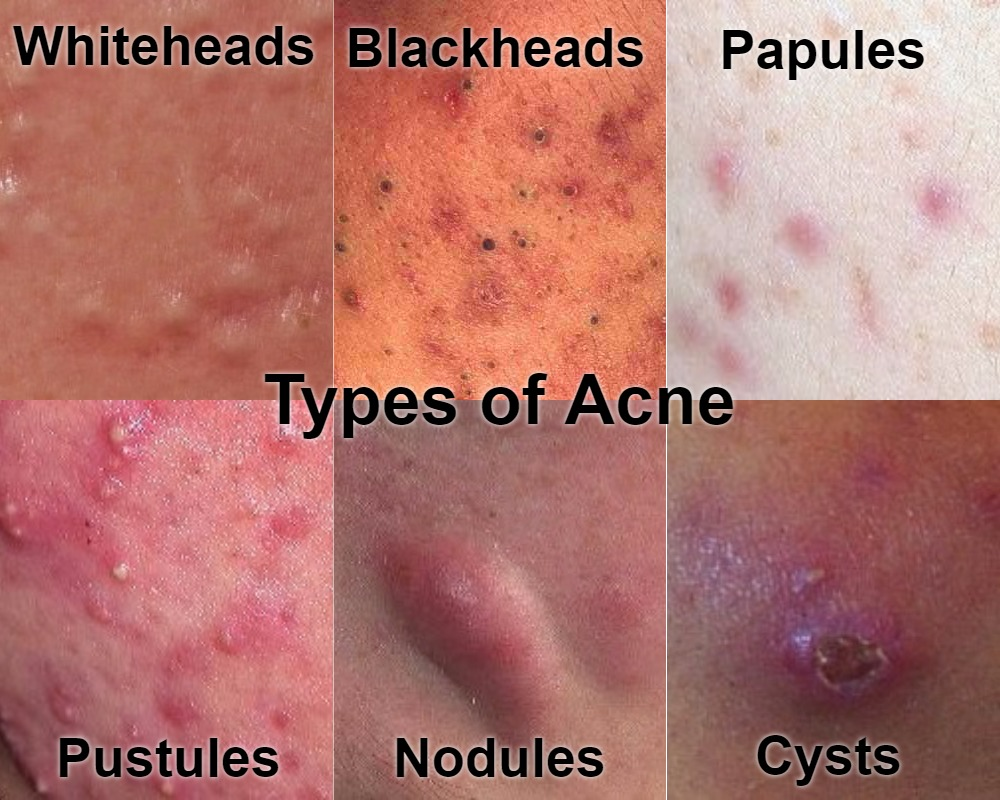 Whiteheads
Blackheads
Papules
Types of Acne
Pustules
Nodules
Cysts